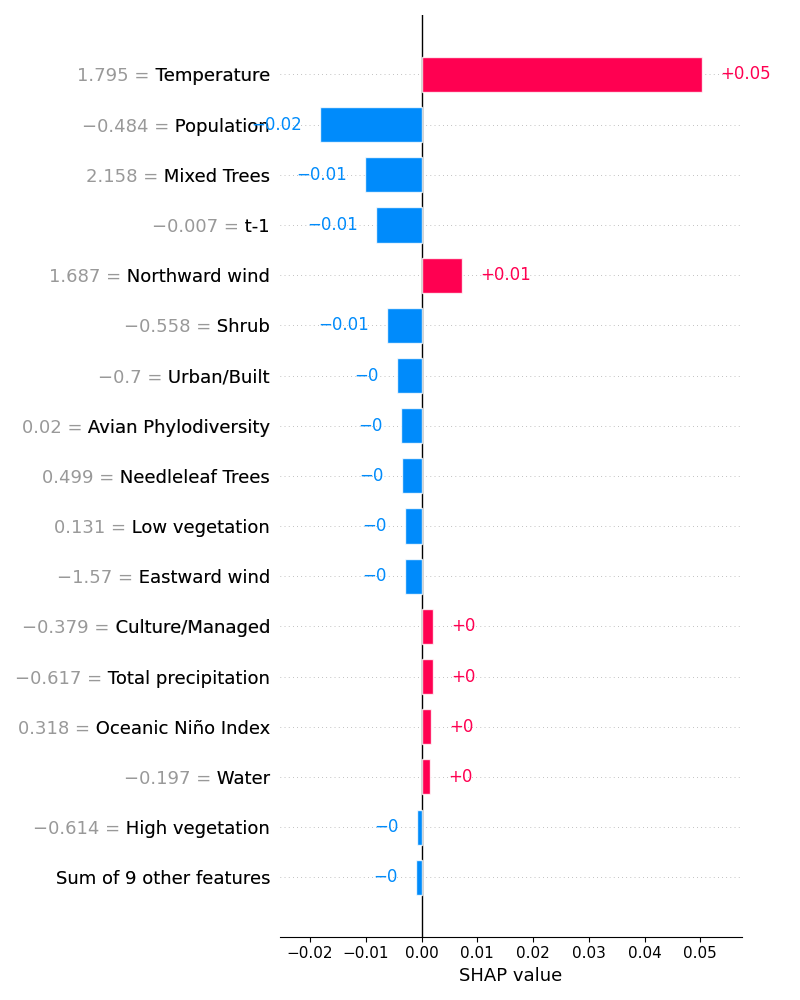 1.795 = Temperature +0.05
−0.484 = Population −0.02
2.158 = Mixed Trees −0.01
−0.007 = t-1 −0.01
1.687 = Northward wind +0.01
−0.558 = Shrub −0.01
−0.7 = Urban/Built −0
0.02 = Avian Phylodiversity −0
0.499 = Needleleaf Trees −0
0.131 = Low vegetation −0
−1.57 = Eastward wind −0
−0.379 = Culture/Managed +0
−0.617 = Total precipitation +0
0.318 = Oceanic Niño Index +0
−0.197 = Water +0
−0.614 = High vegetation −0
Sum of 9 other features −0
−0.02 −0.01 0.00 0.01 0.02 0.03 0.04 0.05
SHAP value